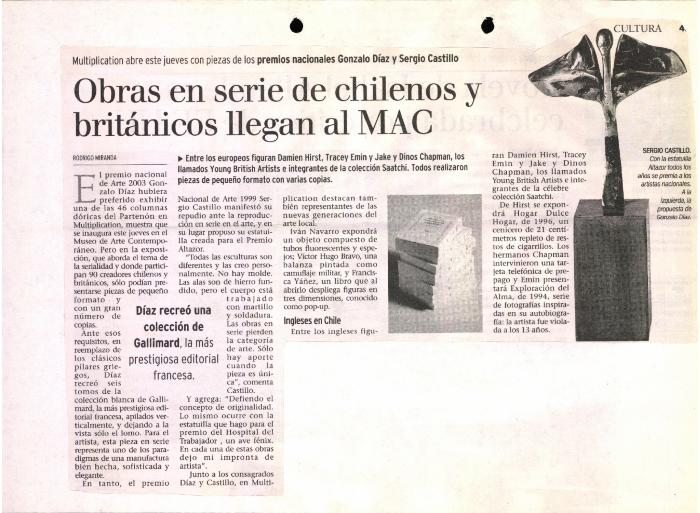 CULTURA 4.
Multiplication abre este jueves con piezas de los premios nacionales Gonzalo Díaz y Sergio Castillo
Obras en serie de chilenos y
británicos llegan al MAC
RODRIGO MIRANDA
▶ Entre los europeos figuran Damien Hirst, Tracey Emin y Jake y Dinos Chapman, los
llamados Young British Artists e integrantes de la colección Saatchi. Todos realizaron
piezas de pequeño formato con varias copias.
El premio nacional
de Arte 2003 Gon-
zalo Díaz hubiera
preferido exhibir
una de las 46 columnas
dóricas del Partenón en
Multiplication, muestra que
se inaugura este jueves en el
Museo de Arte Contempo-
ráneo. Pero en la exposi-
ción, que aborda el tema de
la serialidad y donde partici-
pan 90 creadores chilenos y
británicos, sólo podían pre-
sentarse piezas de pequeño
formato y
con un gran
número de
copias.
Ante esos
requisitos, en
reemplazo de
los clásicos
pilares grie-
gos, Díaz
recreó seis
tomos de la
colección blanca de Galli-
mard, la más prestigiosa edi-
torial francesa, apilados ver-
ticalmente, y dejando a la
vista sólo el lomo. Para el
artista, esta pieza en serie
representa uno de los para-
digmas de una manufactura
bien hecha, sofisticada y
elegante.
En tanto, el premio
Díaz recreó una
colección de
Gallimard, la más
prestigiosa editorial
francesa.
Nacional de Arte 1999 Ser-
gio Castillo manifestó su
repudio ante la reproduc-
ción en serie en el arte, y en
su lugar propuso su estatui-
lla creada para el Premio
Altazor.
"Todas las esculturas son
diferentes y las creo perso-
nalmente. No hay molde.
Las alas son de hierro fun-
dido, pero el cuerpo está
trabajado
con martillo
y soldadura.
Las obras en
serie pierden
la categoría
de arte. Sólo
hay aporte
cuando la
pieza es úni-
ca", comenta
Castillo.
Y agrega: "Defiendo el
concepto de originalidad.
Lo mismo ocurre con la
estatuilla que hago para el
premio del Hospital del
Trabajador , un ave fénix.
En cada una de estas obras
dejo mi impronta de
artista".
Junto a los consagrados
Díaz y Castillo, en Multi-
plication destacan tam-
bién representantes de las
nuevas generaciones del
arte local.
Iván Navarro expondrá
un objeto compuesto de
tubos fluorescentes y espe-
jos; Víctor Hugo Bravo, una
balanza pintada como
camuflaje militar, y Francis-
ca Yáñez, un libro que al
abrirlo despliega figuras en
tres dimensiones, conocido
como pop-up.
Ingleses en Chile
Entre los ingleses figu-
ran Damien Hirst, Tracey
Emin y Jake y Dinos
Chapman, los llamados
Young British Artists e inte-
grantes de la célebre
colección Saatchi.
De Hirst se expon-
drá Hogar Dulce
Hogar, de 1996, un
cenicero de 21 centí-
metros repleto de res-
tos de cigarrillos. Los
hermanos Chapman
intervinieron una tar-
jeta telefónica de pre-
pago y Emin presen-
tará Exploración del
Alma, de 1994, serie
de fotografías inspira-
das en su autobiogra-
fía: la artista fue viola-
da a los 13 años.
SERGIO CASTILLO.
Con la estatuilla
Altazor todos los
años se premia a los
artistas nacionales.
A la
izquierda, la
propuesta de
Gonzalo Díaz.